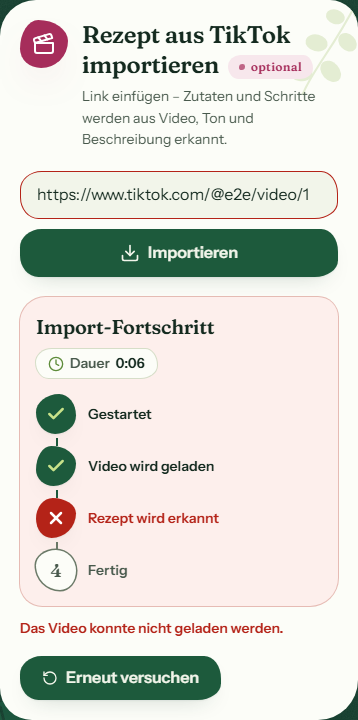 Rezept aus TikTok
importieren optional
Link einfügen – Zutaten und Schritte
werden aus Video, Ton und
Beschreibung erkannt.
https://www.tiktok.com/@e2e/video/1
Importieren
Import-Fortschritt
Dauer 0:06
Gestartet
Video wird geladen
Rezept wird erkannt
4 Fertig
Das Video konnte nicht geladen werden.
Erneut versuchen